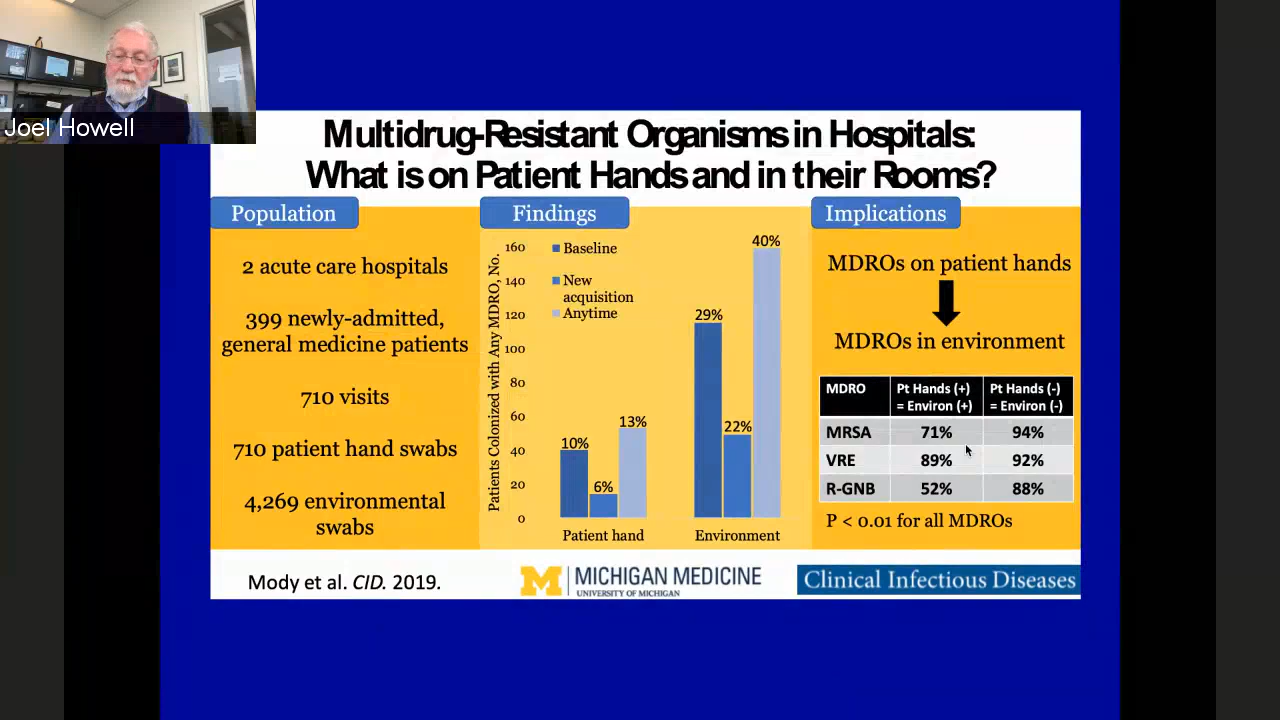 Joel Howell
Multidrug-Resistant Organisms in Hospitals:
What is on Patient Hands and in their Rooms?
Population
2 acute care hospitals
399 newly-admitted,
general medicine patients
710 visits
710 patient hand swabs
4,269 environmental
swabs
Findings
Patients Colonized with Any MDRO, No.
160
140
120
100
80
60
40
20
0
Baseline
New
acquisition
Anytime
10%
6%
13%
29%
22%
40%
Patient hand
Environment
Implications
MDROs on patient hands
MDROs in environment
MDRO Pt Hands (+) Pt Hands (-)
= Environ (+) = Environ (-)
MRSA 71% 94%
VRE 89% 92%
R-GNB 52% 88%
P < 0.01 for all MDROs
Mody et al. CID. 2019.
M MICHIGAN MEDICINE
UNIVERSITY OF MICHIGAN
Clinical Infectious Diseases